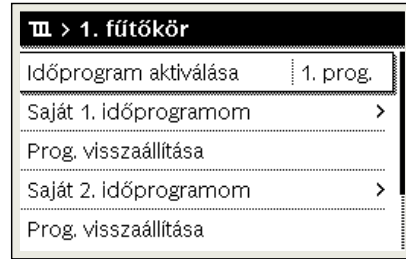 > 1. fűtőkör
Időprogram aktiválása 1. prog.
Saját 1. időprogramom >
Prog. visszaállítása
Saját 2. időprogramom >
Prog. visszaállítása